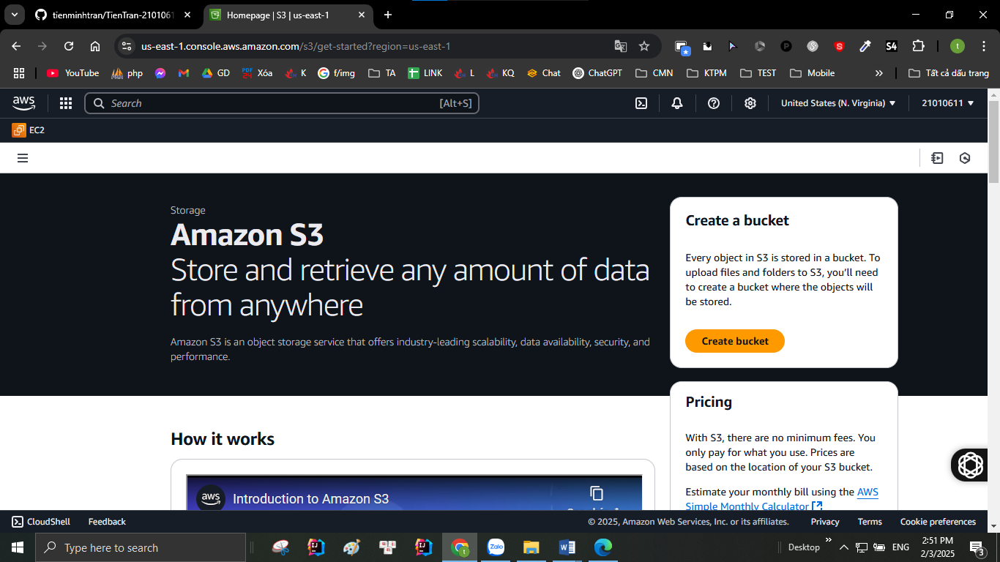 tienminhtran/TienTran-2101061
Homepage | S3 | us-east-1
us-east-1.console.aws.amazon.com/s3/get-started?region=us-east-1
YouTube
php
GD
PDF
24
Xóa
K
f/img
TA
LINK
L
KQ
Chat
ChatGPT
CMN
KTPM
TEST
Mobile
Tất cả dấu trang
P
S
S4
t
aws
Search
[Alt+S]
United States (N. Virginia)
21010611
EC2
Storage
Amazon S3
Store and retrieve any amount of data
from anywhere
Amazon S3 is an object storage service that offers industry-leading scalability, data availability, security, and
performance.
Create a bucket
Every object in S3 is stored in a bucket. To
upload files and folders to S3, you’ll need
to create a bucket where the objects will
be stored.
Create bucket
Pricing
With S3, there are no minimum fees. You
only pay for what you use. Prices are
based on the location of your S3 bucket.
Estimate your monthly bill using the AWS
Simple Monthly Calculator
How it works
aws
Introduction to Amazon S3
CloudShell
Feedback
© 2025, Amazon Web Services, Inc. or its affiliates.
Privacy
Terms
Cookie preferences
Type here to search
Zalo
Desktop
ENG
2:51 PM
2/3/2025
3